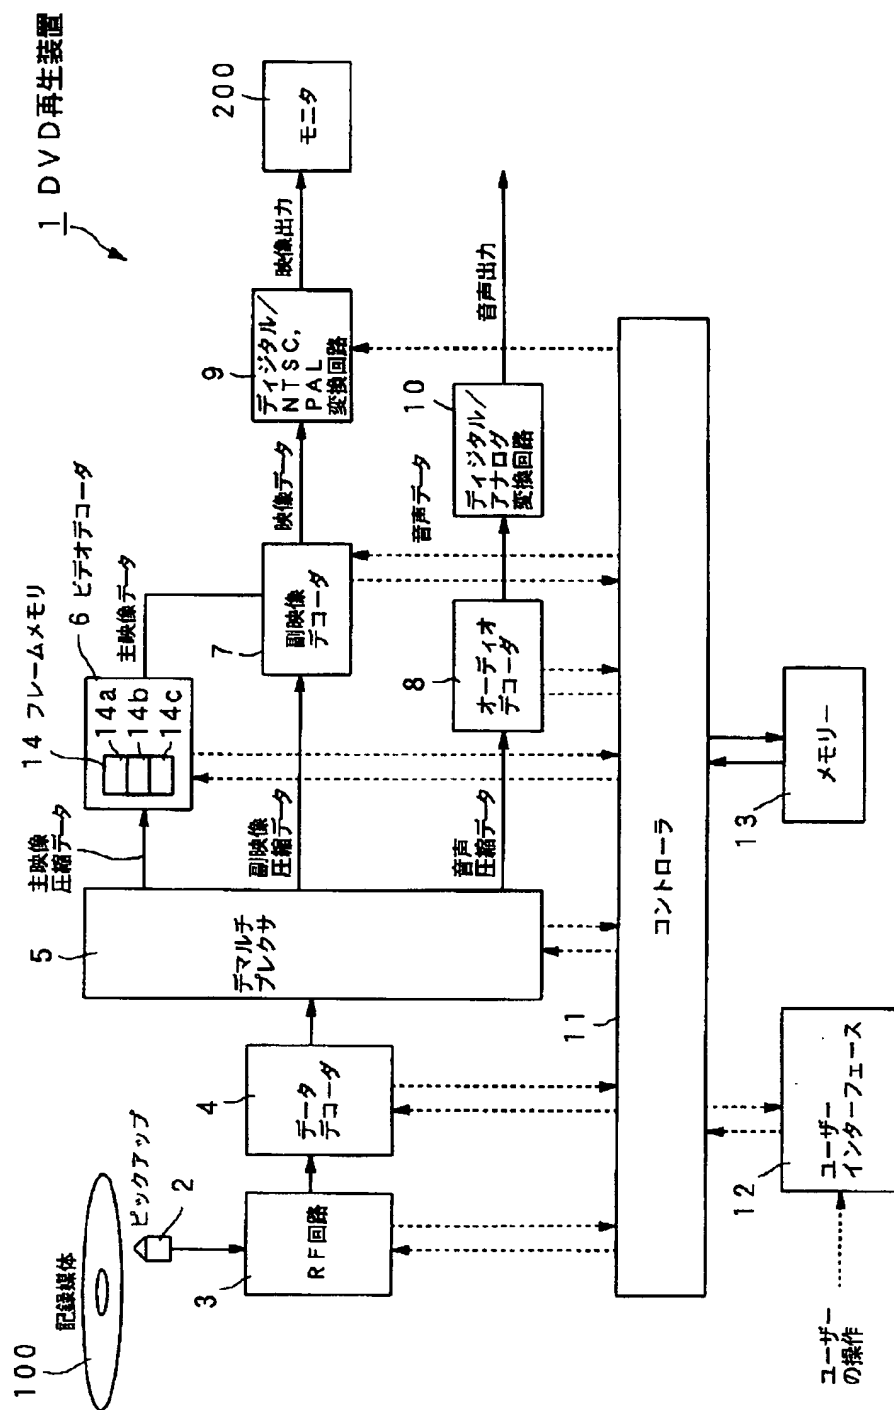 1 DVD再生装置
100
記録媒体
ピックアップ
2
3
RF回路
4
データ
デコーダ
5
デマルチ
プレクサ
主映像
圧縮データ
副映像
圧縮データ
音声
圧縮データ
14 フレームメモリ
6 ビデオデコーダ
14a
14b
14c
主映像データ
7
副映像
デコーダ
8
オーディオ
デコーダ
映像データ
音声データ
9
ディジタル/
NTSC,
PAL
変換回路
10
ディジタル/
アナログ
変換回路
映像出力
音声出力
200
モニタ
11
コントローラ
12
ユーザー
インターフェース
ユーザー
の操作
13
メモリー